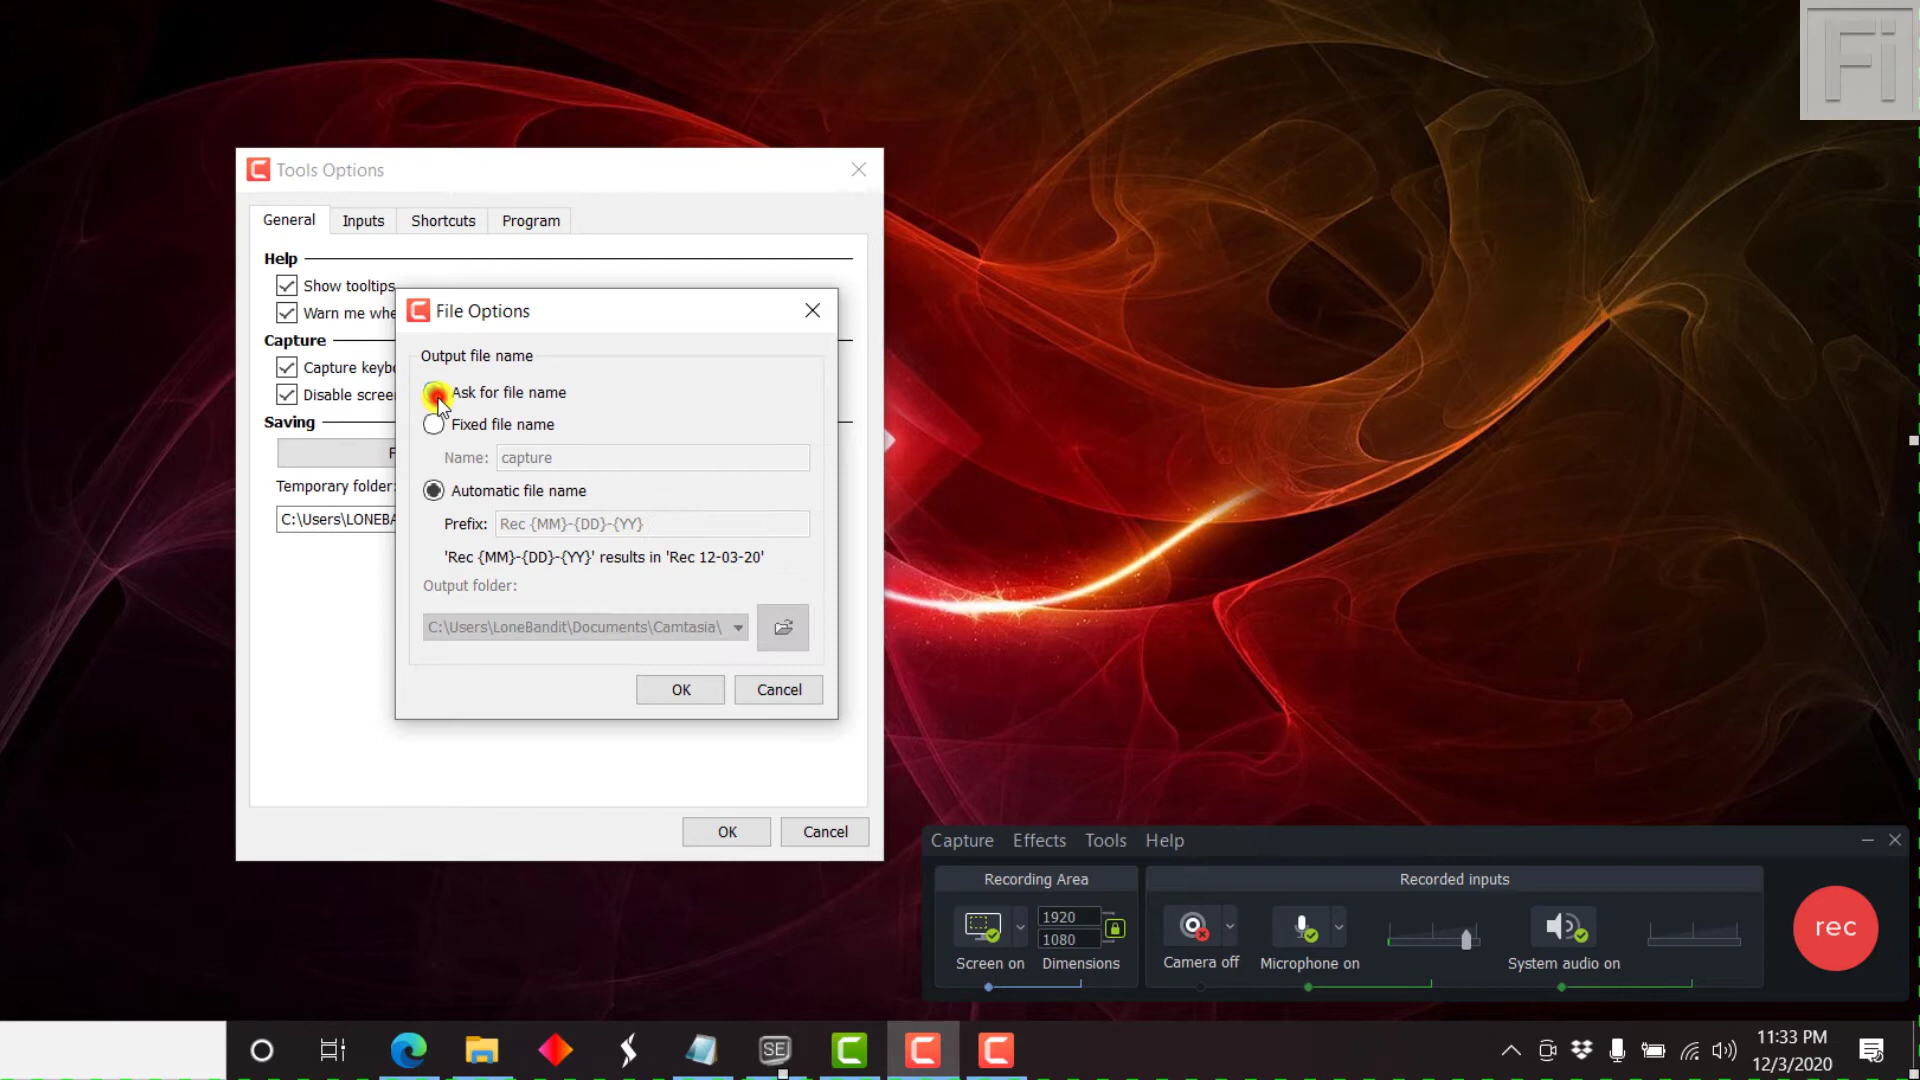 Fi
Tools Options
General Inputs Shortcuts Program
Help
Show tooltips
Warn me
Capture
Capture
Disable
Saving
Temporary folder:
C:\Users\
File Options
Output file name
Ask for file name
Fixed file name
Name: capture
Automatic file name
Prefix: Rec {MM}-{DD}-{YY}
'Rec {MM}-{DD}-{YY}' results in 'Rec 12-03-20'
Output folder:
C:\Users\LoneBandit\Documents\Camtasia\
OK Cancel
OK Cancel
Capture Effects Tools Help
Recording Area Recorded inputs
1920
1080
rec
Screen on Dimensions Camera off Microphone on System audio on
SE
11:33 PM
12/3/2020